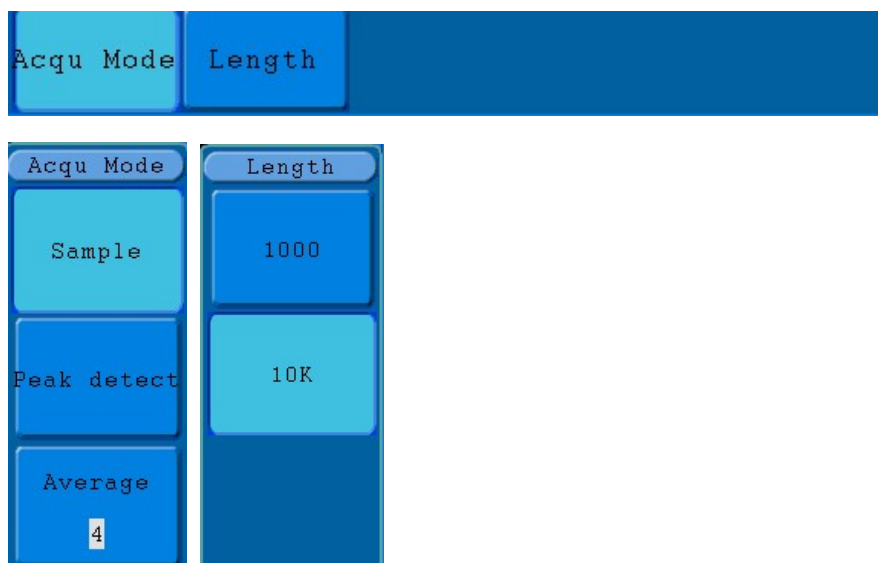 Acqu Mode
Length
Acqu Mode
Sample
Peak detect
Average
4
Length
1000
10K